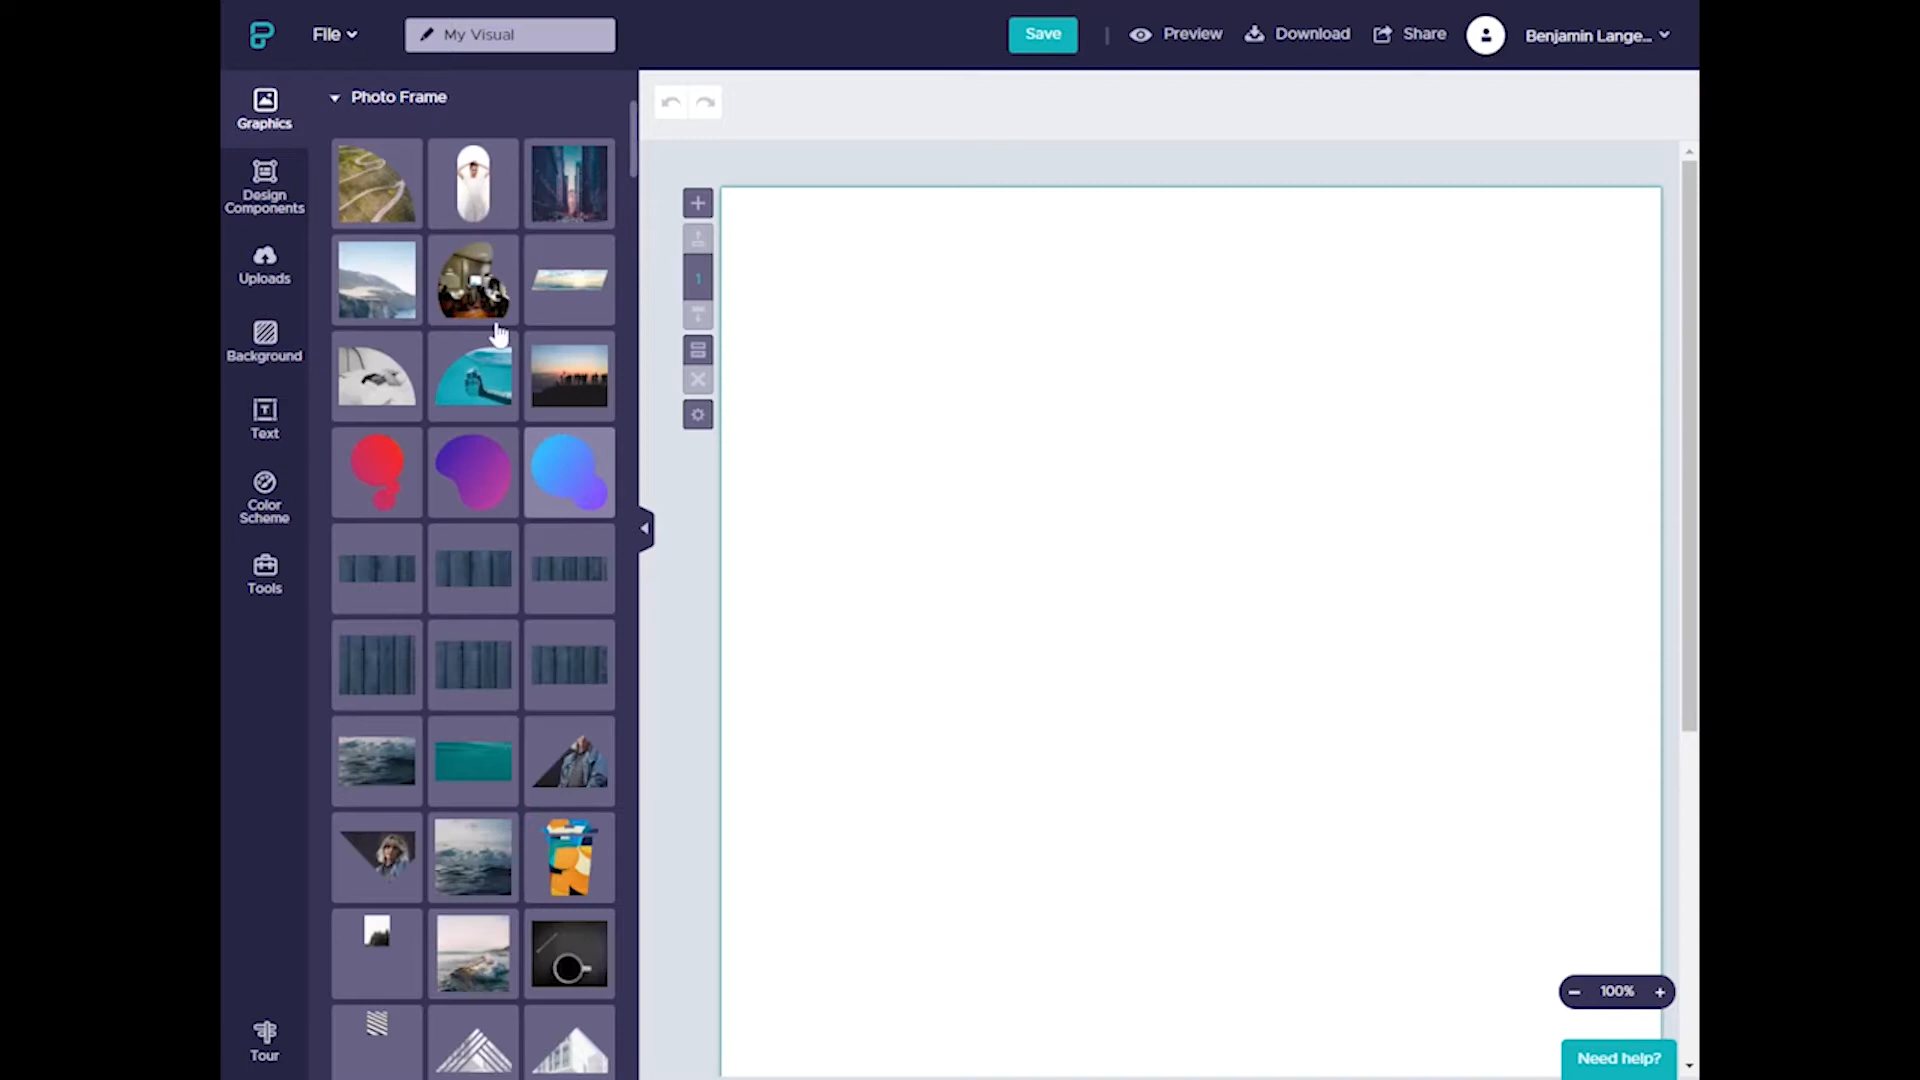 File
My Visual
Save
Preview
Download
Share
Benjamin Lange...
Graphics
Photo Frame
Design
Components
Uploads
Background
Text
Color
Scheme
Tools
Tour
1
100%
Need help?